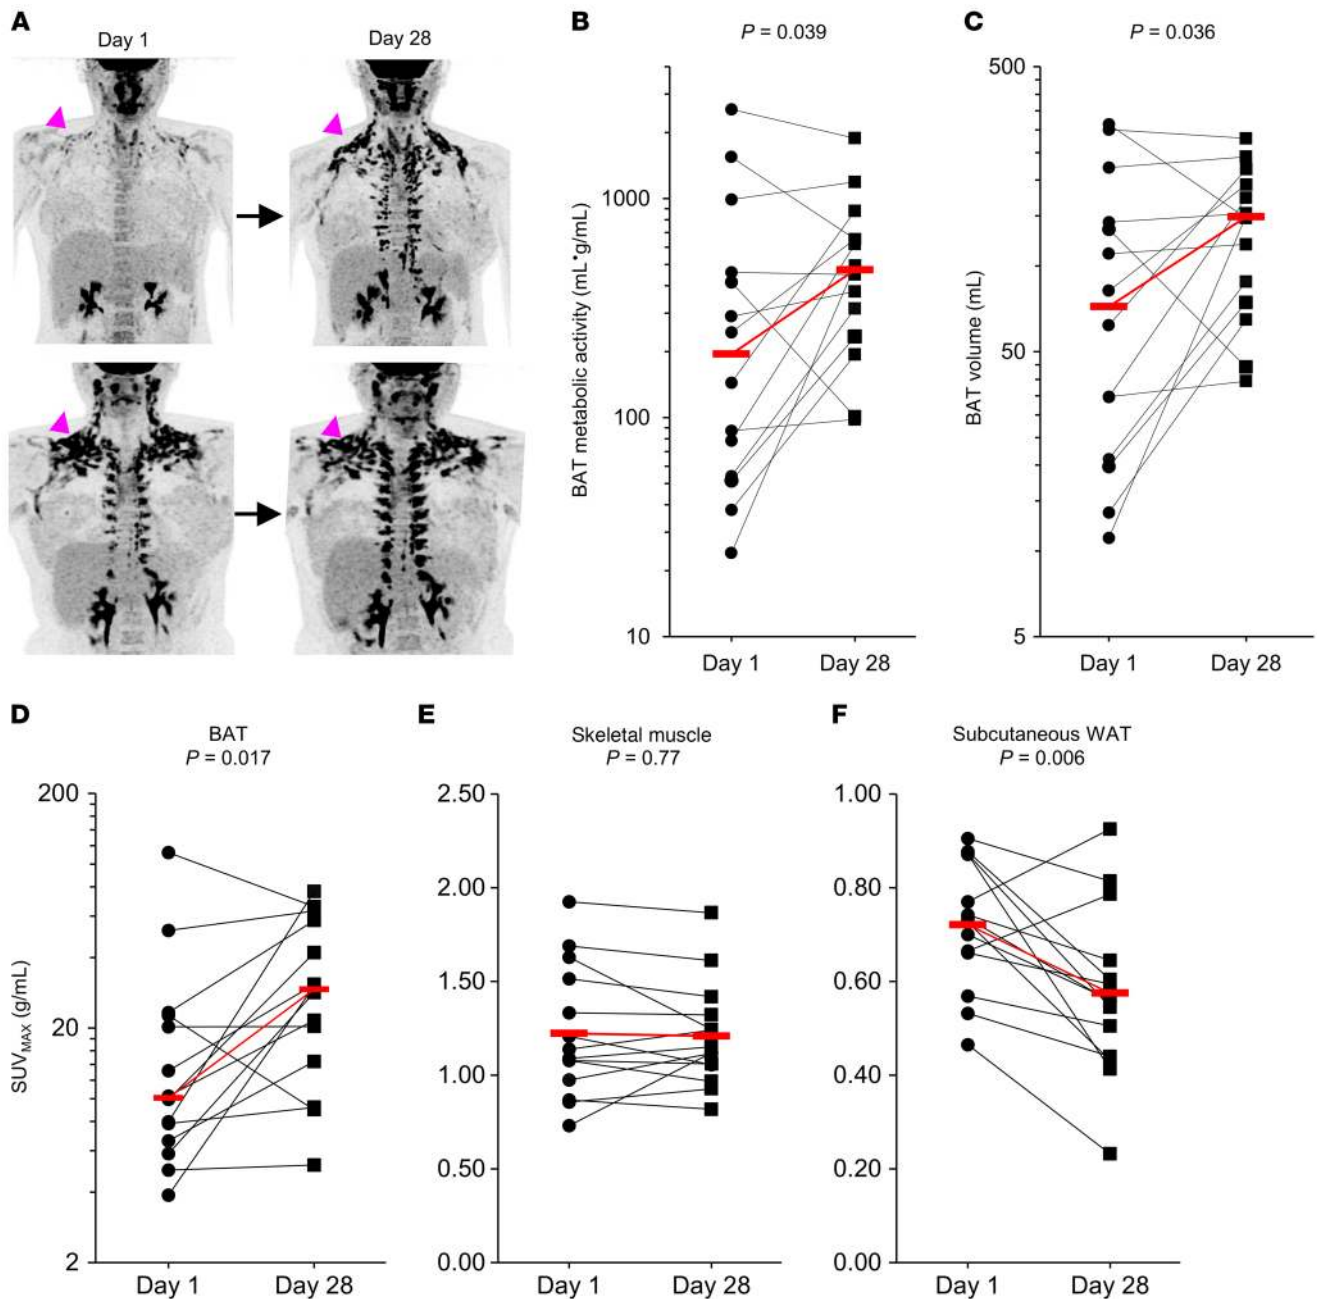 A
Day 1
Day 28
B
P = 0.039
BAT metabolic activity (mL*g/mL)
1000
100
10
Day 1
Day 28
C
P = 0.036
BAT volume (mL)
500
50
5
Day 1
Day 28
D
BAT
P = 0.017
SUVMAX (g/mL)
200
20
2
Day 1
Day 28
E
Skeletal muscle
P = 0.77
2.50
2.00
1.50
1.00
0.50
0.00
Day 1
Day 28
F
Subcutaneous WAT
P = 0.006
1.00
0.80
0.60
0.40
0.20
0.00
Day 1
Day 28